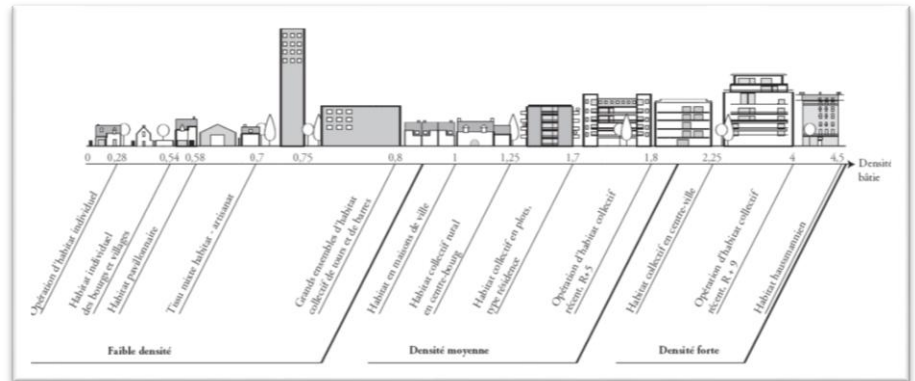 0 0,28 0,54 0,58 0,7 0,75 0,8 1 1,25 1,7 1,8 2,25 4 4,5
Densité
bâtie
Opération d'habitat individuel
Habitat individuel
des bourgs et villages
Habitat pavillonnaire
Tissu mixte habitat - artisanat
Grands ensembles d'habitat
collectif de tours et de barres
Habitat en maisons de ville
Habitat collectif rural
en centre-bourg
Habitat collectif en plots,
type résidence
Opération d'habitat collectif
récent. R+5
Habitat collectif en centre-ville
Opération d'habitat collectif
récent. R + 9
Habitat haussmannien
Faible densité
Densité moyenne
Densité forte